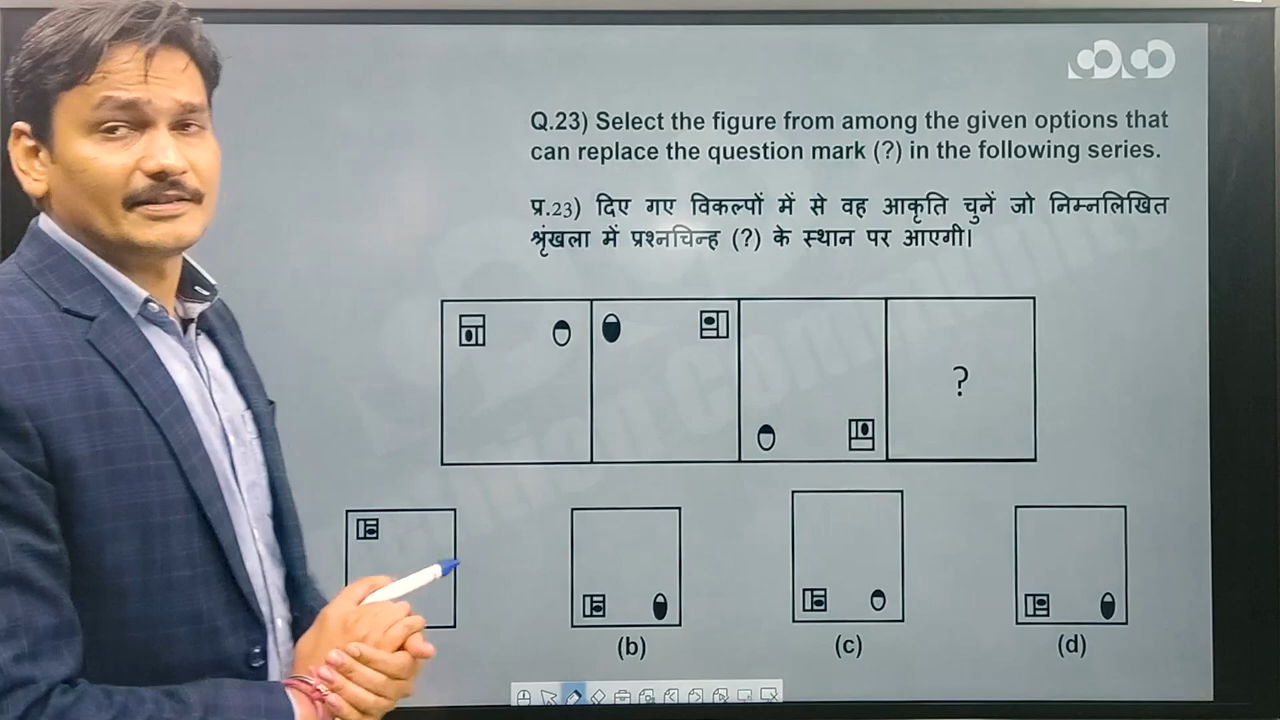 Q.23) Select the figure from among the given options that
can replace the question mark (?) in the following series.
प्र.23) दिए गए विकल्पों में से वह आकृति चुनें जो निम्नलिखित
श्रृंखला में प्रश्नचिन्ह (?) के स्थान पर आएगी।
?
(b) (c) (d)